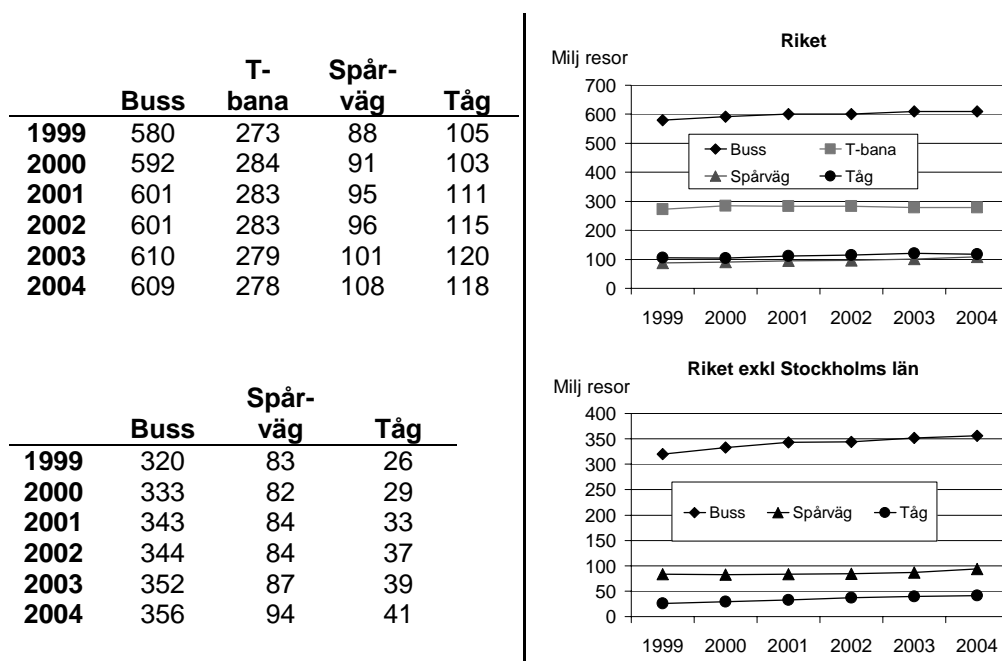 T- Spår-
Buss bana väg Tåg
1999 580 273 88 105
2000 592 284 91 103
2001 601 283 95 111
2002 601 283 96 115
2003 610 279 101 120
2004 609 278 108 118
Spår-
Buss väg Tåg
1999 320 83 26
2000 333 82 29
2001 343 84 33
2002 344 84 37
2003 352 87 39
2004 356 94 41
Riket
Milj resor
700
600
500
400
300
200
100
0
Buss T-bana
Spårväg Tåg
1999 2000 2001 2002 2003 2004
Riket exkl Stockholms län
Milj resor
400
350
300
250
200
150
100
50
0
Buss Spårväg Tåg
1999 2000 2001 2002 2003 2004